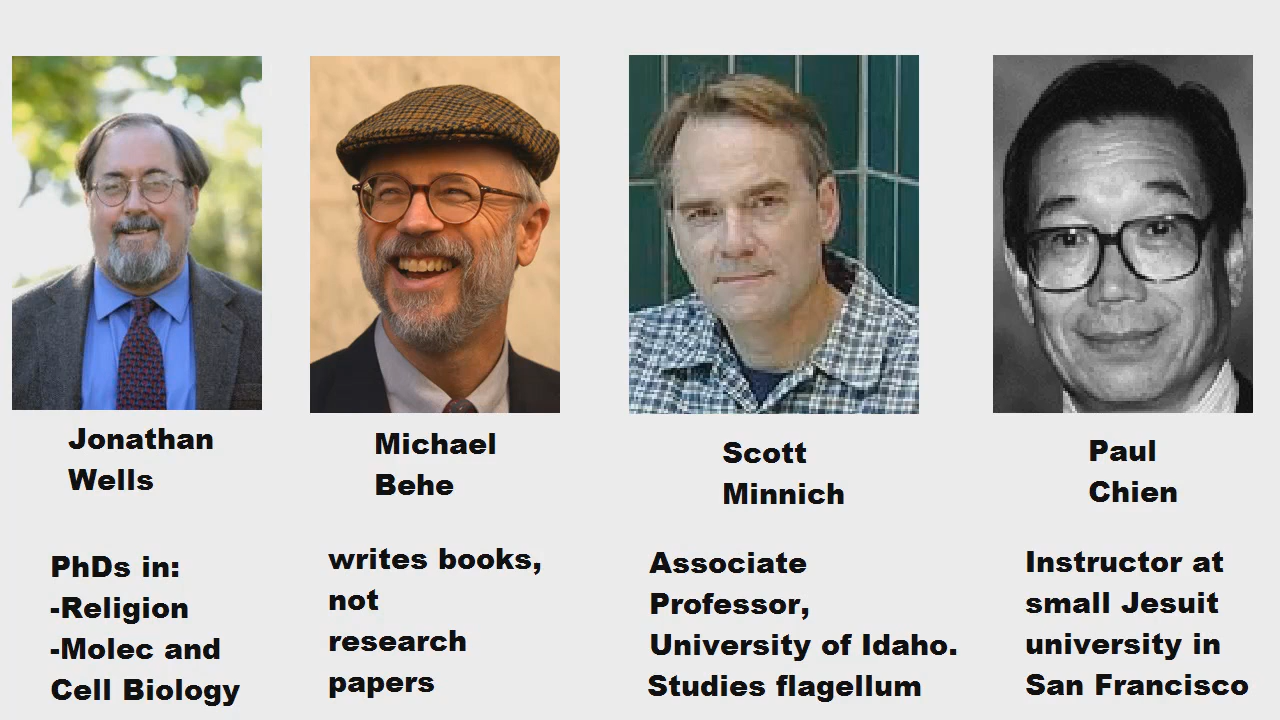 Jonathan
Wells
PhDs in:
-Religion
-Molec and
Cell Biology
Michael
Behe
writes books,
not
research
papers
Scott
Minnich
Associate
Professor,
University of Idaho.
Studies flagellum
Paul
Chien
Instructor at
small Jesuit
university in
San Francisco